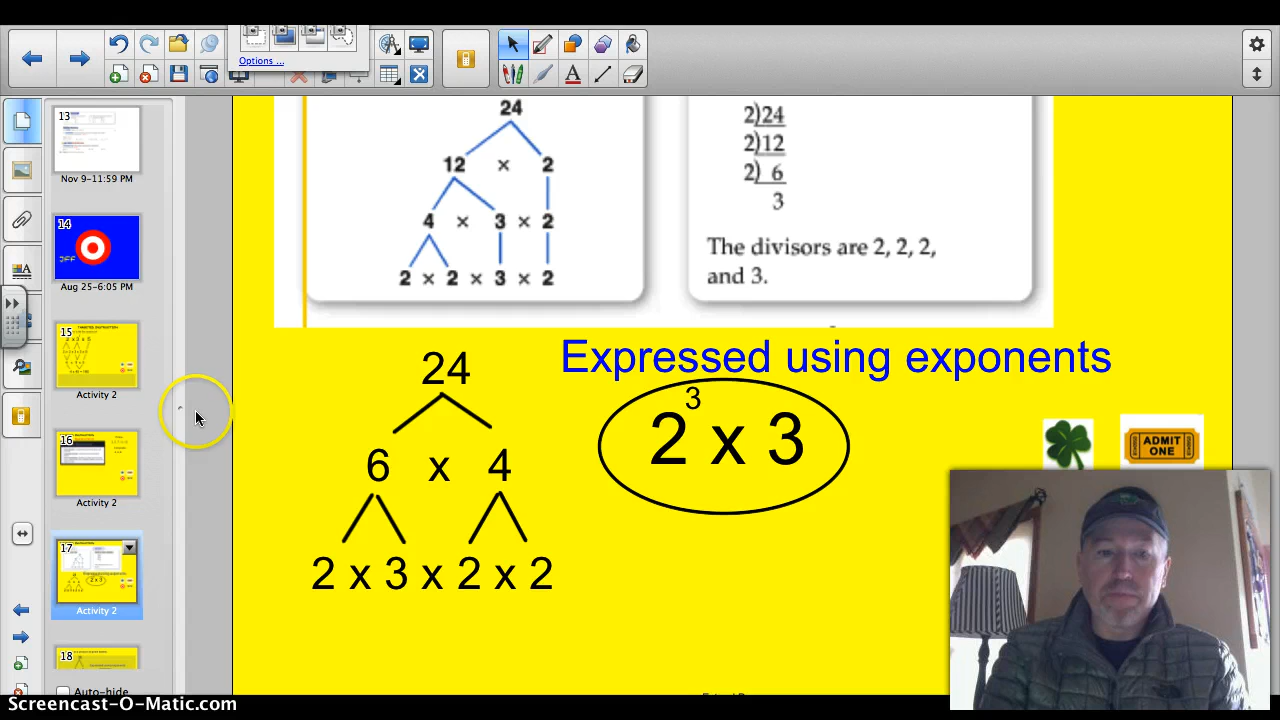 Options ...
13
Nov 9-11:59 PM
14
OFF
Aug 25-6:05 PM
15
Activity 2
16
Activity 2
17
Activity 2
18
Auto-hide
24
12 × 2
4 × 3 × 2
2 × 2 × 3 × 2
2)24
2)12
2) 6
3
The divisors are 2, 2, 2,
and 3.
24
6 x 4
2 x 3 x 2 x 2
Expressed using exponents
2³ x 3
ADMIT
ONE
Screencast-O-Matic.com